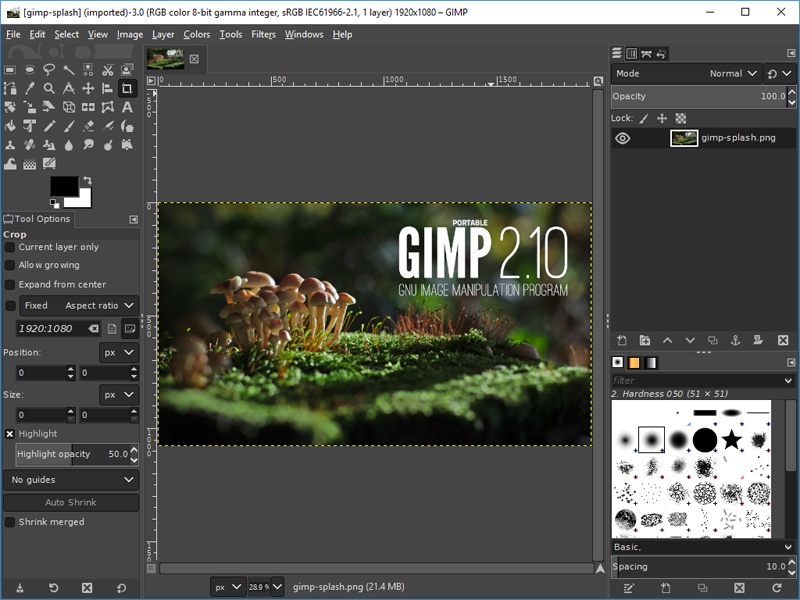 [gimp-splash] (imported)-3.0 (RGB color 8-bit gamma integer, sRGB IEC61966-2.1, 1 layer) 1920x1080 – GIMP
File Edit Select View Image Layer Colors Tools Filters Windows Help
Tool Options
Crop
Current layer only
Allow growing
Expand from center
Fixed Aspect ratio
1920:1080
Position: px
0 0
Size: px
0 0
Highlight
Highlight opacity 50.0
No guides
Auto Shrink
Shrink merged
0 500 1000 1500
0
500
1000
PORTABLE
GIMP 2.10
GNU IMAGE MANIPULATION PROGRAM
px 28.9 % gimp-splash.png (21.4 MB)
Mode Normal
Opacity 100.0
Lock:
gimp-splash.png
filter
2. Hardness 050 (51 × 51)
Basic,
Spacing 10.0